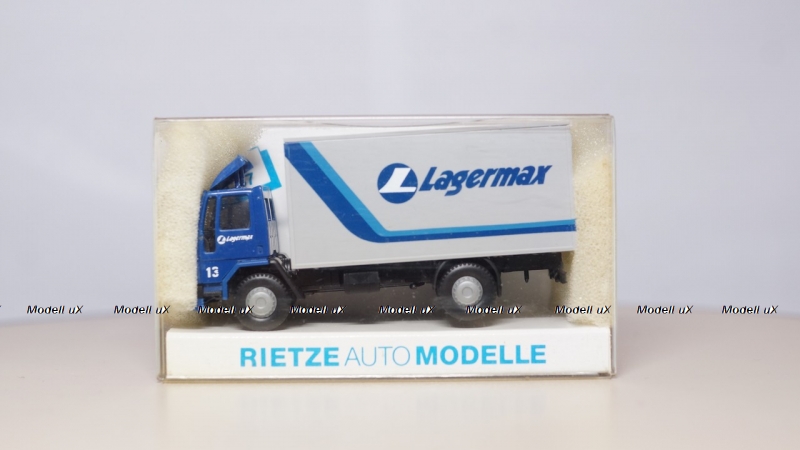 Lagermax
Lagermax
13
Modell uX Modell uX Modell uX Modell uX Modell uX Modell uX Modell uX Modell uX Modell uX
RIETZE AUTO MODELLE